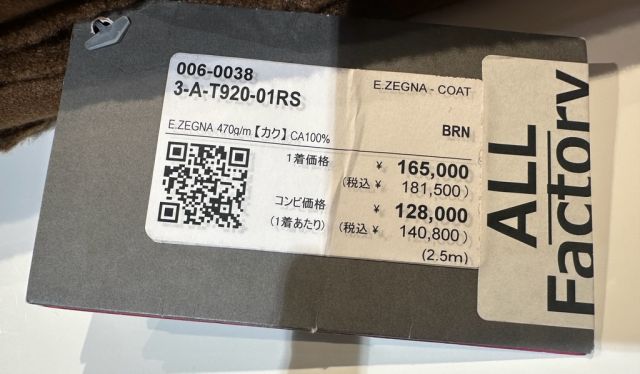 006-0038
3-A-T920-01RS
E.ZEGNA - COAT
E.ZEGNA 470g/m【カク】CA100%
BRN
1着価格 ¥ 165,000
(税込 ¥ 181,500)
コンビ価格 ¥ 128,000
(1着あたり) (税込 ¥ 140,800)
(2.5m)
ALL
Factory